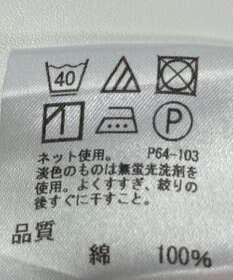 40
P
ネット使用。 P64-103
淡色のものは無蛍光洗剤を
使用。よくすすぎ、絞りの
後すぐに干すこと。
品質
綿 100%